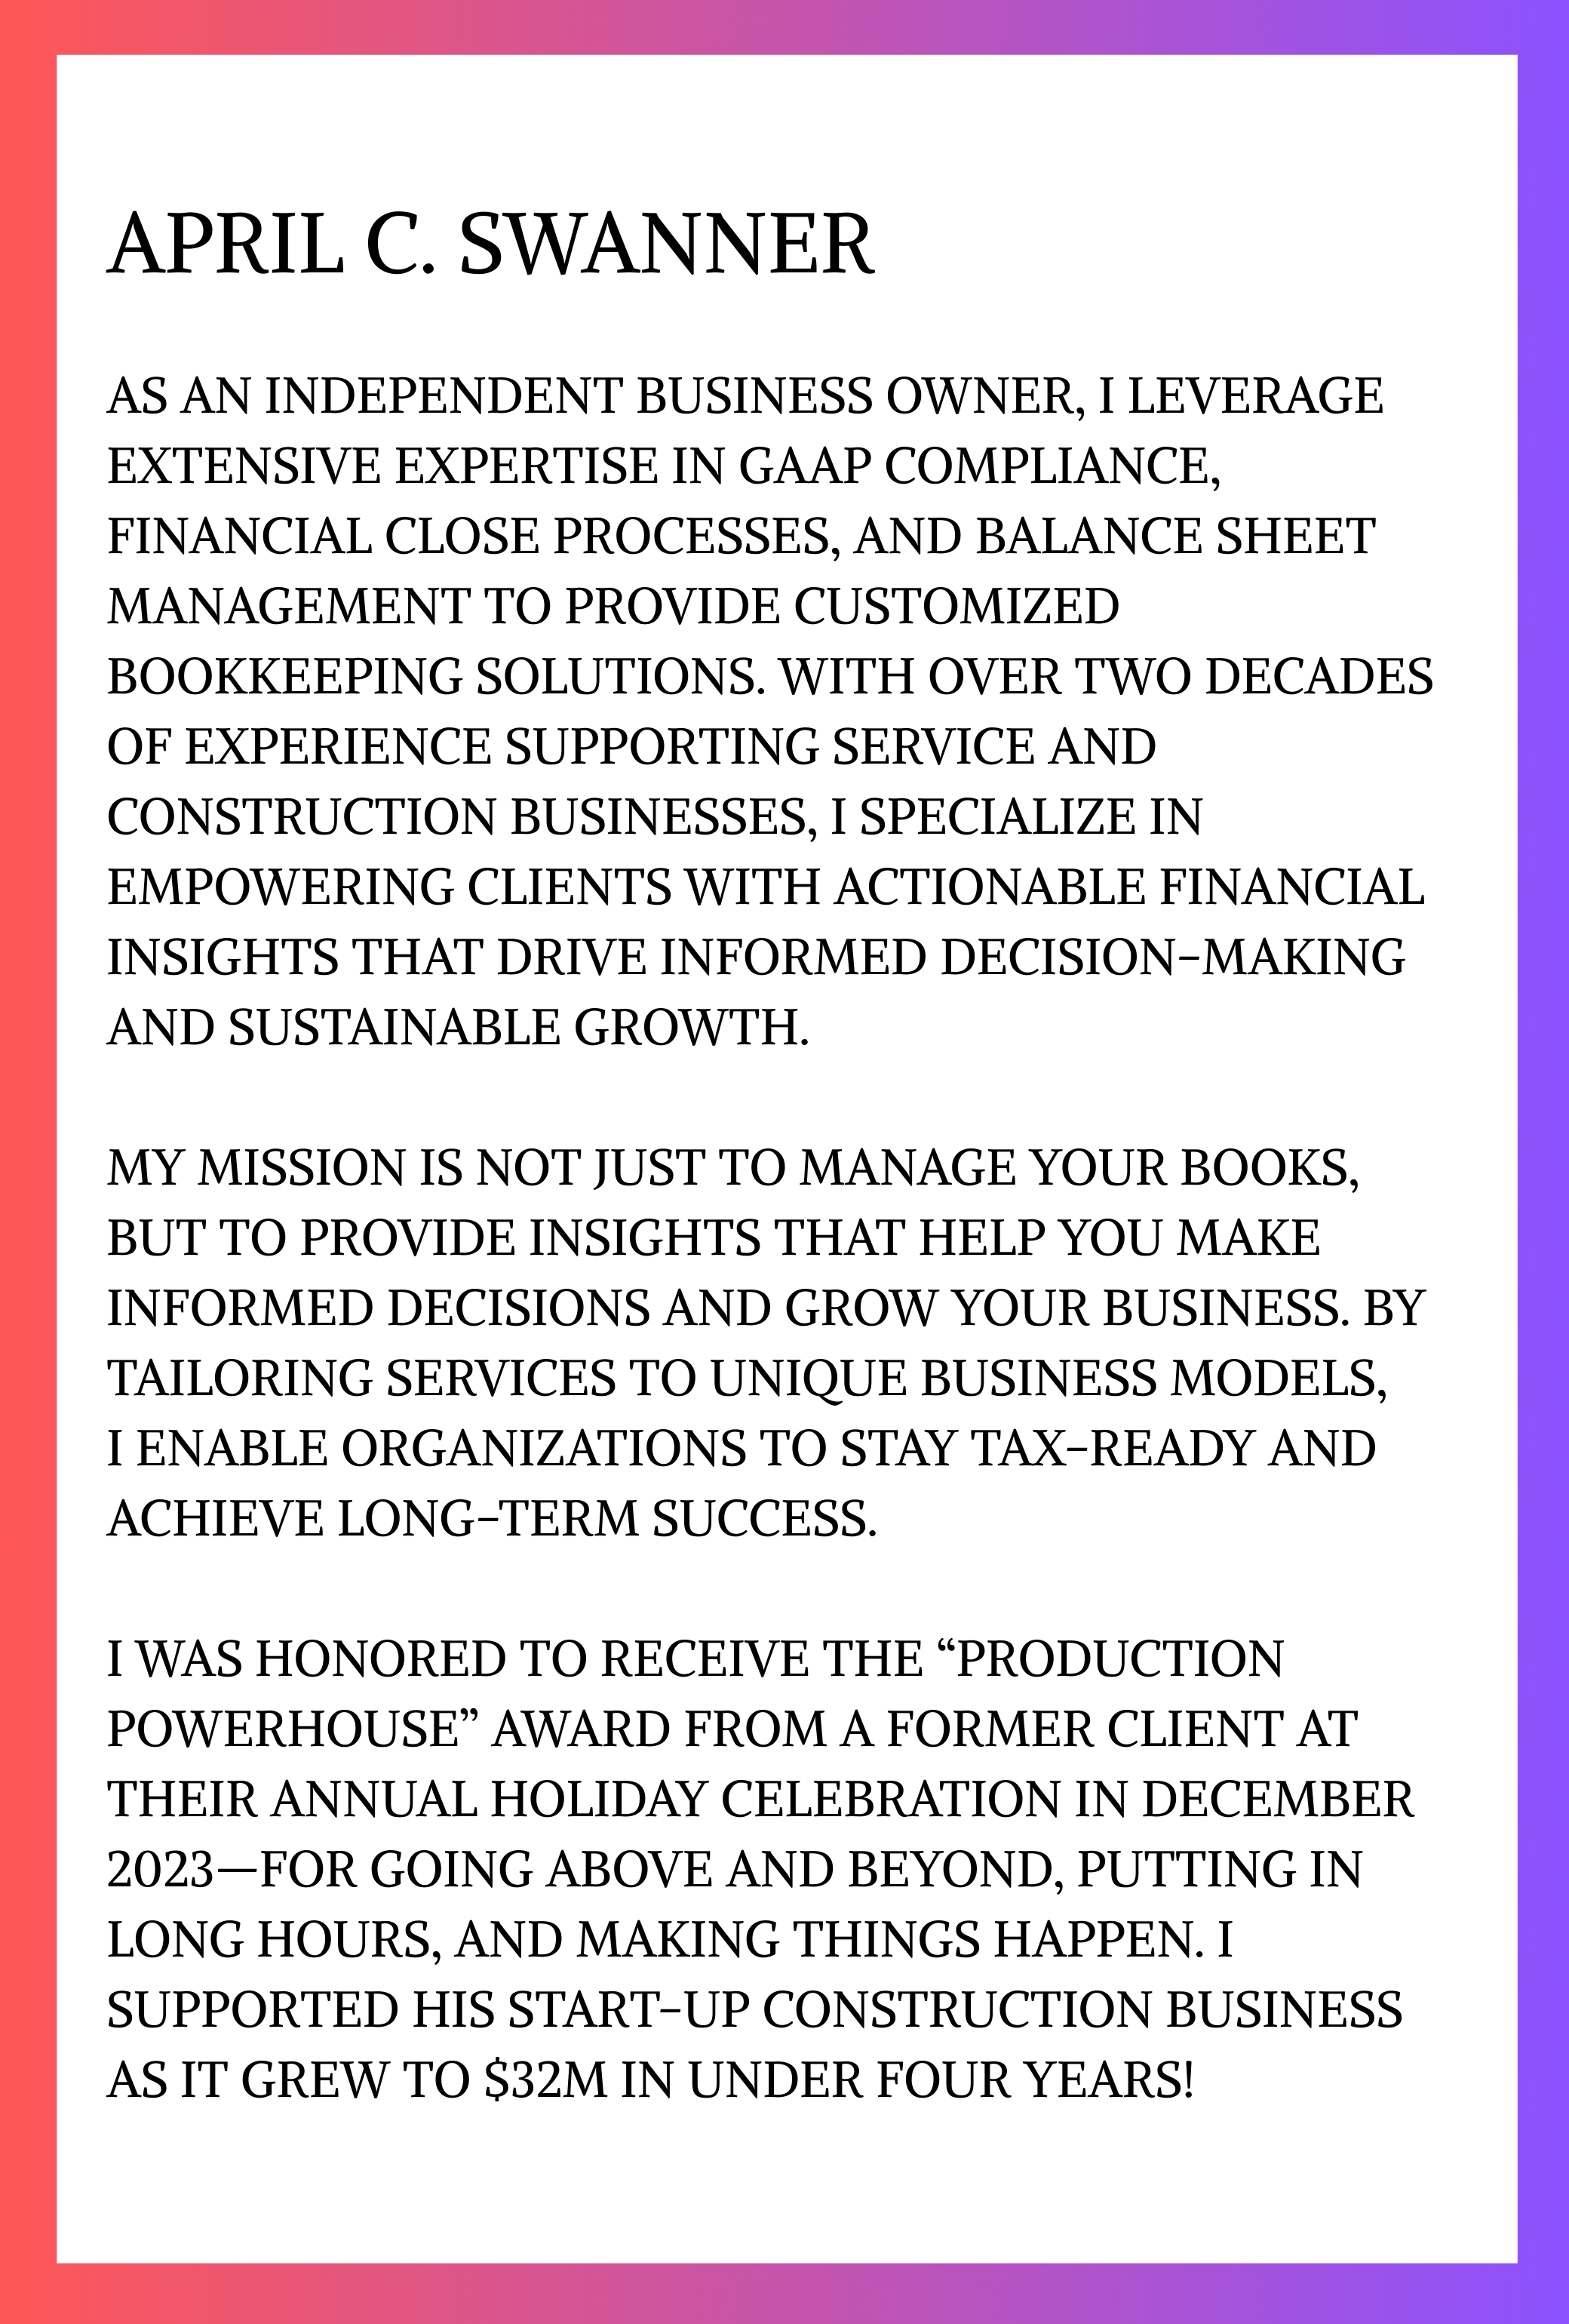 APRIL C. SWANNER
AS AN INDEPENDENT BUSINESS OWNER, I LEVERAGE
EXTENSIVE EXPERTISE IN GAAP COMPLIANCE,
FINANCIAL CLOSE PROCESSES, AND BALANCE SHEET
MANAGEMENT TO PROVIDE CUSTOMIZED
BOOKKEEPING SOLUTIONS. WITH OVER TWO DECADES
OF EXPERIENCE SUPPORTING SERVICE AND
CONSTRUCTION BUSINESSES, I SPECIALIZE IN
EMPOWERING CLIENTS WITH ACTIONABLE FINANCIAL
INSIGHTS THAT DRIVE INFORMED DECISION-MAKING
AND SUSTAINABLE GROWTH.
MY MISSION IS NOT JUST TO MANAGE YOUR BOOKS,
BUT TO PROVIDE INSIGHTS THAT HELP YOU MAKE
INFORMED DECISIONS AND GROW YOUR BUSINESS. BY
TAILORING SERVICES TO UNIQUE BUSINESS MODELS,
I ENABLE ORGANIZATIONS TO STAY TAX-READY AND
ACHIEVE LONG-TERM SUCCESS.
I WAS HONORED TO RECEIVE THE “PRODUCTION
POWERHOUSE” AWARD FROM A FORMER CLIENT AT
THEIR ANNUAL HOLIDAY CELEBRATION IN DECEMBER
2023—FOR GOING ABOVE AND BEYOND, PUTTING IN
LONG HOURS, AND MAKING THINGS HAPPEN. I
SUPPORTED HIS START-UP CONSTRUCTION BUSINESS
AS IT GREW TO $32M IN UNDER FOUR YEARS!